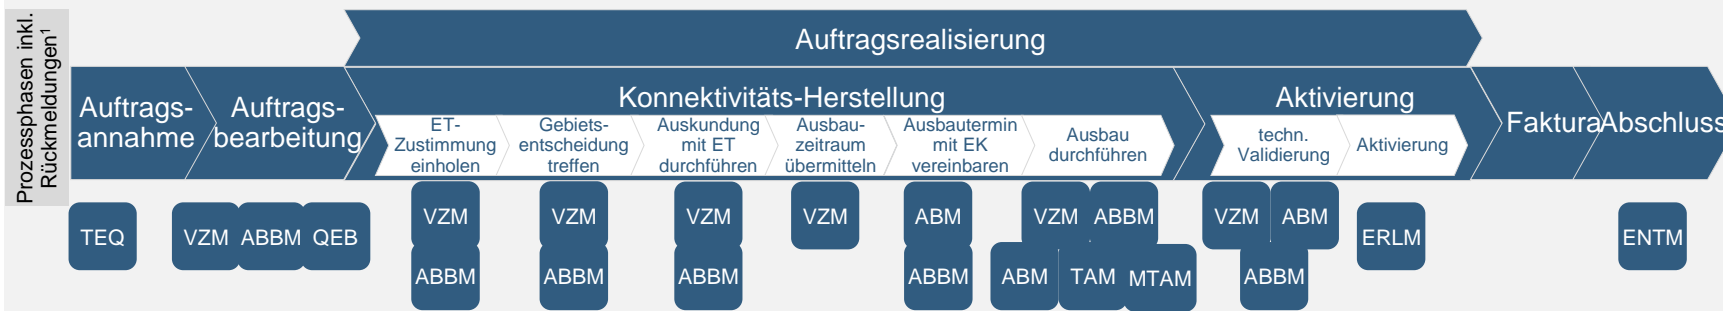 Prozessphasen inkl.
Rückmeldungen¹
Auftragsrealisierung
Auftrags-
annahme
Auftrags-
bearbeitung
Konnektivitäts-Herstellung
ET-
Zustimmung
einholen
Gebiets-
entscheidung
treffen
Auskundung
mit ET
durchführen
Ausbau-
zeitraum
übermitteln
Ausbautermin
mit EK
vereinbaren
Ausbau
durchführen
Aktivierung
techn.
Validierung
Aktivierung
Faktura
Abschluss
TEQ
VZM ABBM QEB
VZM
ABBM
VZM
ABBM
VZM
ABBM
VZM
ABM
ABBM
VZM ABBM
ABM TAM MTAM
VZM ABM
ABBM
ERLM
ENTM